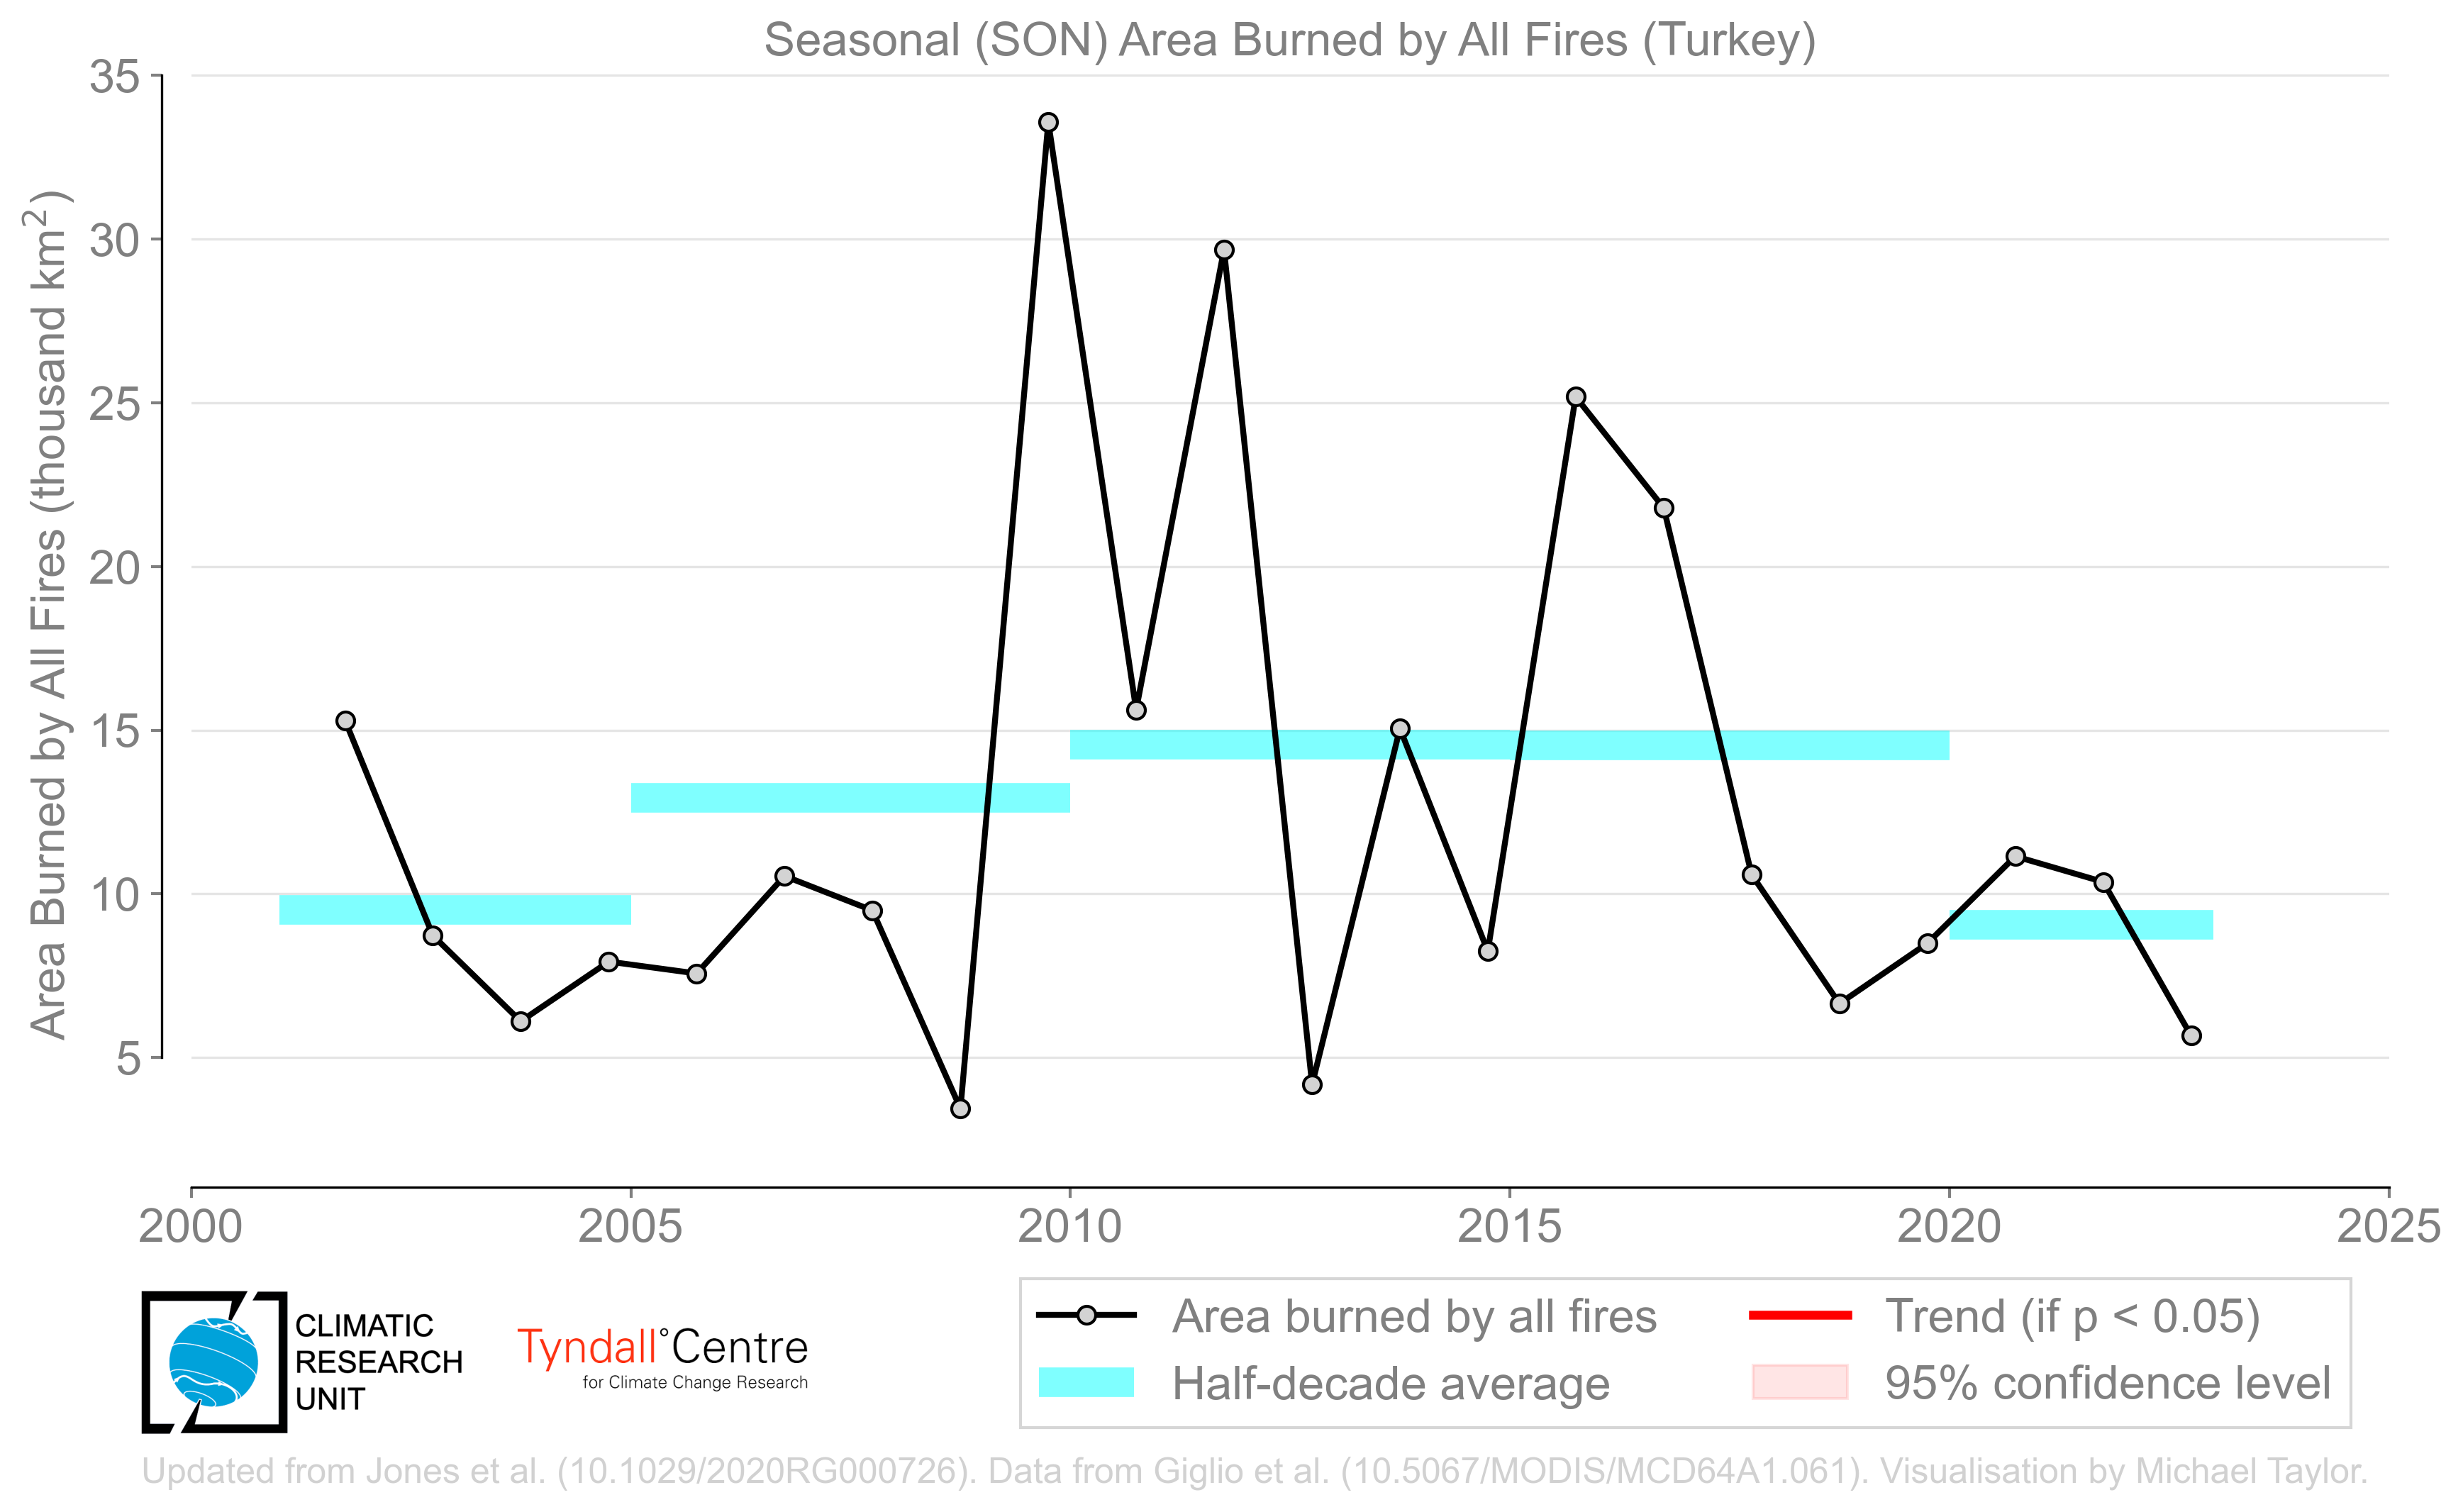 Seasonal (SON) Area Burned by All Fires (Turkey)
Area Burned by All Fires (thousand km²)
35
30
25
20
15
10
5
2000 2005 2010 2015 2020 2025
Area burned by all fires
Trend (if p < 0.05)
Half-decade average
95% confidence level
CLIMATIC
RESEARCH
UNIT
Tyndall°Centre
for Climate Change Research
Updated from Jones et al. (10.1029/2020RG000726). Data from Giglio et al. (10.5067/MODIS/MCD64A1.061). Visualisation by Michael Taylor.